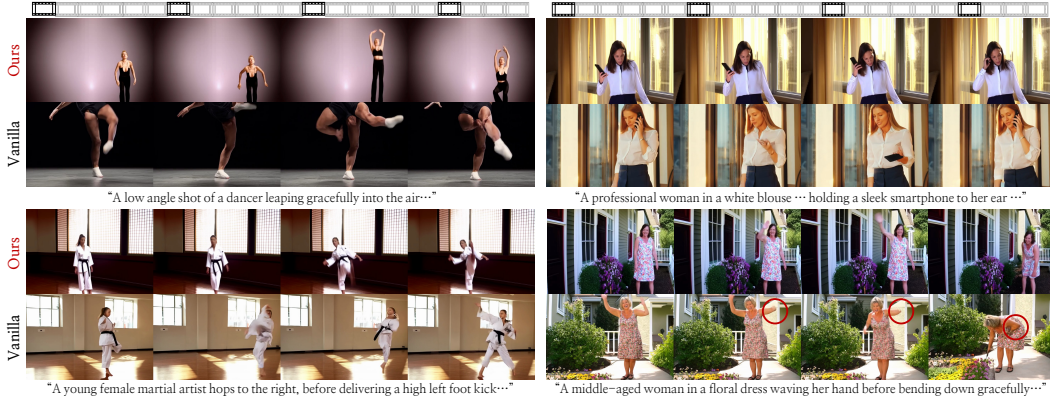 Ours
Vanilla
“A low angle shot of a dancer leaping gracefully into the air⋯”
“A professional woman in a white blouse ⋯ holding a sleek smartphone to her ear ⋯”
Ours
Vanilla
“A young female martial artist hops to the right, before delivering a high left foot kick⋯”
“A middle-aged woman in a floral dress waving her hand before bending down gracefully⋯”